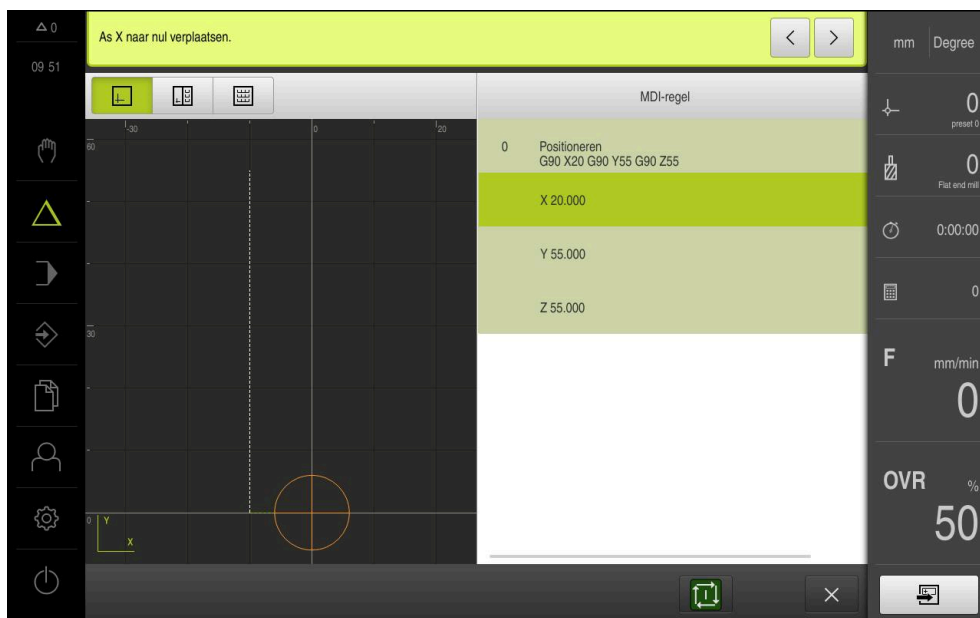 0
As X naar nul verplaatsen.
mm
Degree
09 51
MDI-regel
-30
0
20
60
0
Positioneren
G90 X20 G90 Y55 G90 Z55
0
preset 0
X 20.000
0
Flat end mill
Y 55.000
0:00:00
Z 55.000
0
30
F
mm/min
0
OVR
%
50
0
Y
X